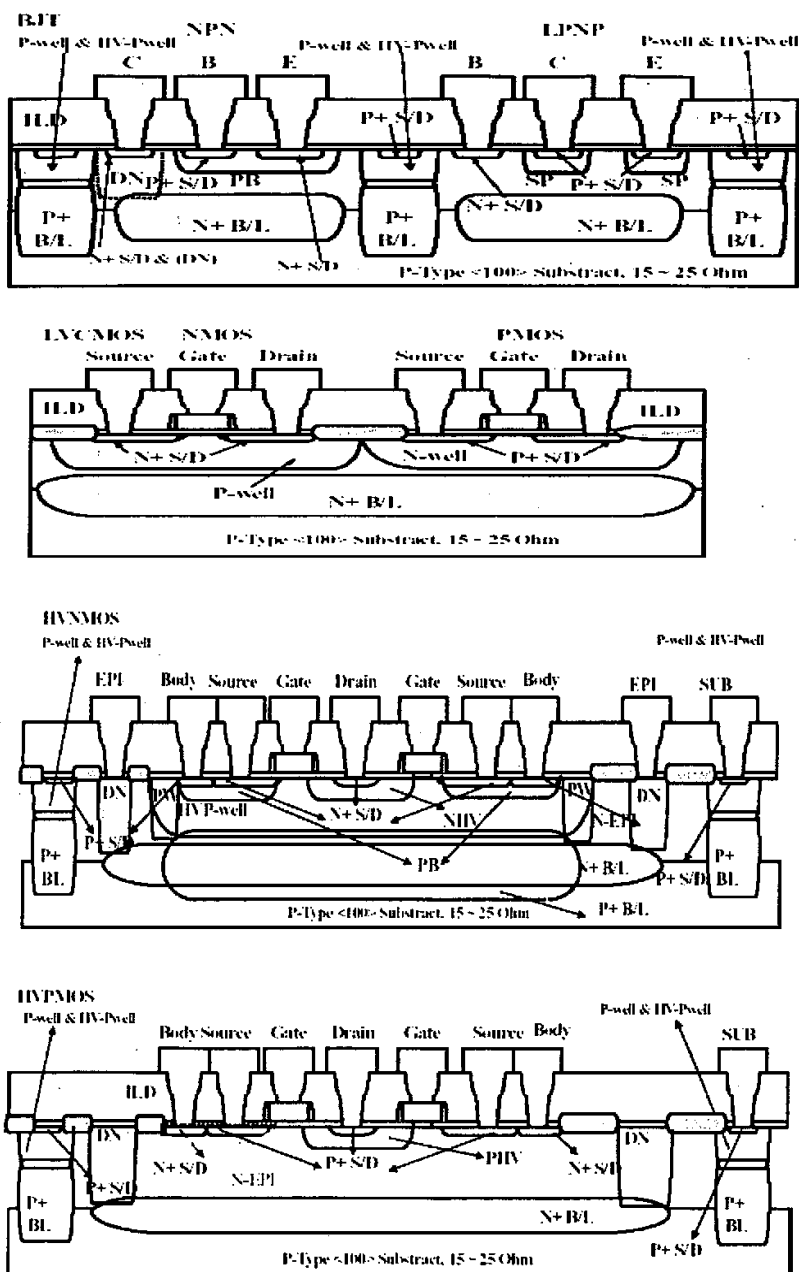 BJT NPN LPNP
P-well & HV-Pwell P-well & HV-Pwell P-well & HV-Pwell
C B E B C E
ILD P+ S/D P+ S/D
DN P+ S/D PB SP P+ S/D SP
N+ S/D
P+ B/L N+ B/L P+ B/L N+ B/L P+ B/L
N+ S/D & (DN) N+ S/D
P-Type <100> Substract, 15 ~ 25 Ohm
LVCMOS NMOS PMOS
Source Gate Drain Source Gate Drain
ILD ILD
N+ S/D N-well P+ S/D
P-well N+ B/L
P-Type <100> Substract, 15 ~ 25 Ohm
HVNMOS
P-well & HV-Pwell P-well & HV-Pwell
EPI Body Source Gate Drain Gate Source Body EPI SUB
DN PW PW DN
HVP-well N+ S/D NHV N-EPI
P+ S/D
P+ BL PB N+ B/L P+ S/D P+ BL
P+ B/L
P-Type <100> Substract, 15 ~ 25 Ohm
HVPMOS
P-well & HV-Pwell P-well & HV-Pwell
Body Source Gate Drain Gate Source Body SUB
ILD
DN DN
N+ S/D P+ S/D PHV N+ S/D
P+ S/D N-EPI
P+ BL P+ BL
N+ B/L
P+ S/D
P-Type <100> Substract, 15 ~ 25 Ohm